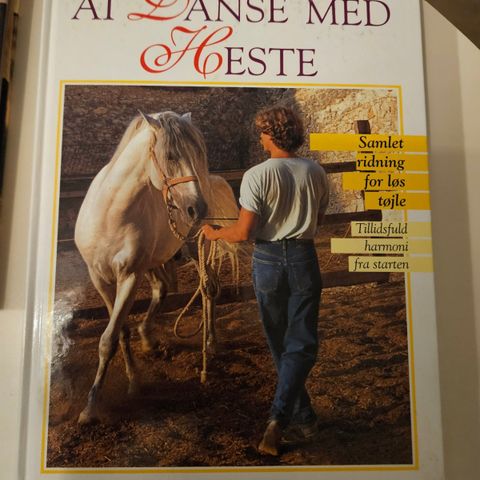 AT DANSE MED
HESTE
Samlet
ridning
for løs
tøjle
Tillidsfuld
harmoni
fra starten